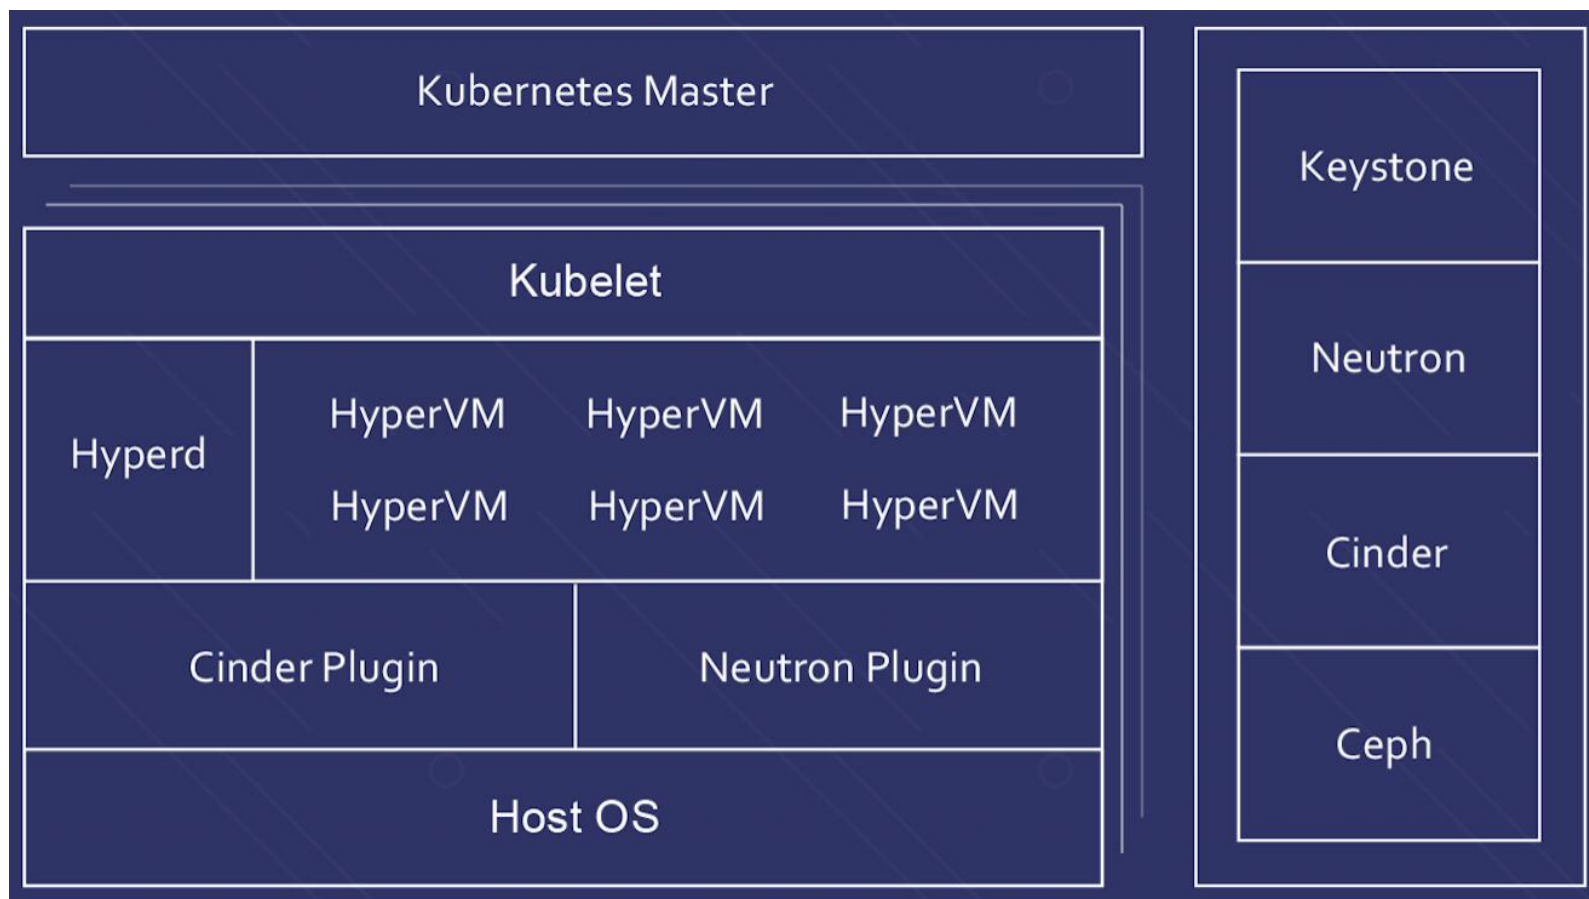 Kubernetes Master
Kubelet
Hyperd
HyperVM HyperVM HyperVM
HyperVM HyperVM HyperVM
Cinder Plugin
Neutron Plugin
Host OS
Keystone
Neutron
Cinder
Ceph